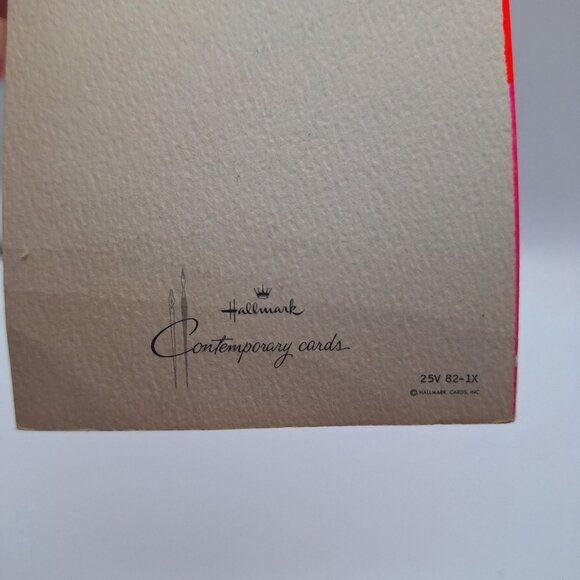 Hallmark
Contemporary cards
25V 82-1X
© HALLMARK CARDS, INC